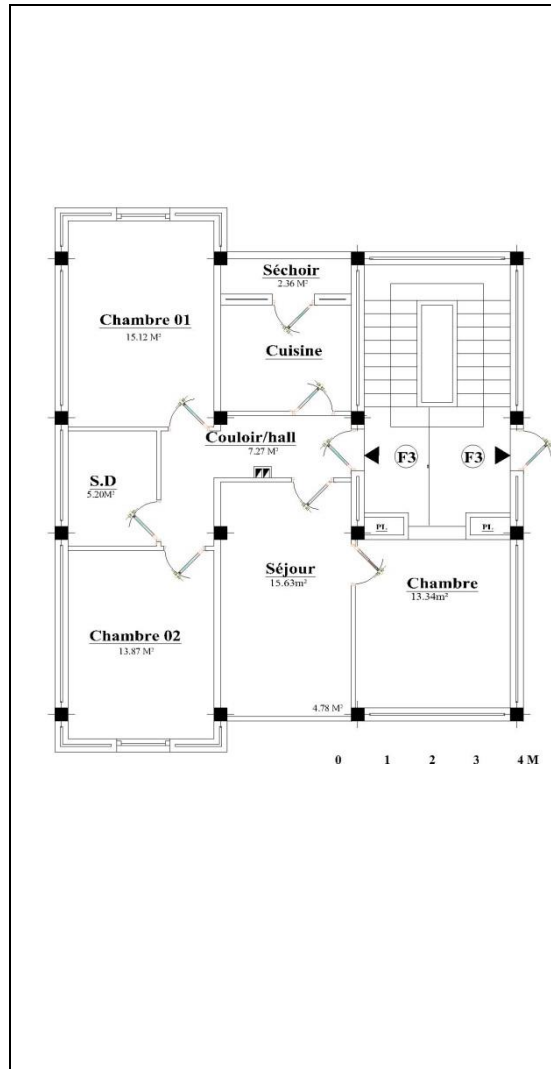 Séchoir
2.36 M²
Chambre 01
15.12 M²
Cuisine
Couloir/hall
7.27 M²
F3
F3
S.D
5.20M²
PL
PL
Séjour
15.63m²
Chambre
13.34m²
Chambre 02
13.87 M²
4.78 M²
0 1 2 3 4 M